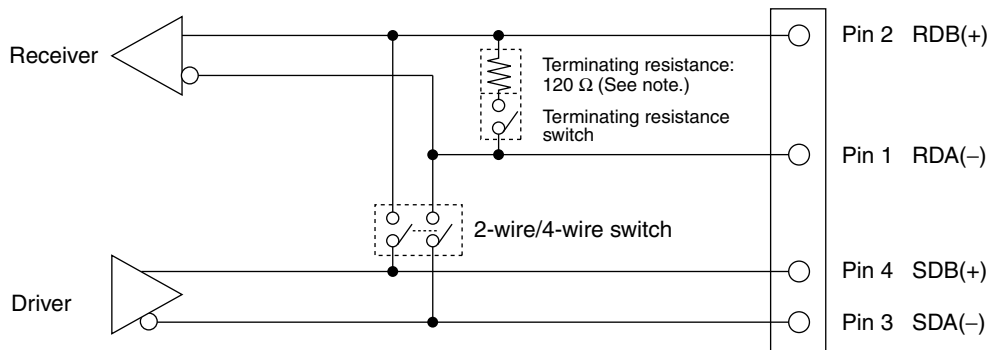 Receiver
Terminating resistance:
120 Ω (See note.)
Terminating resistance
switch
Pin 2 RDB(+)
Pin 1 RDA(−)
2-wire/4-wire switch
Driver
Pin 4 SDB(+)
Pin 3 SDA(−)